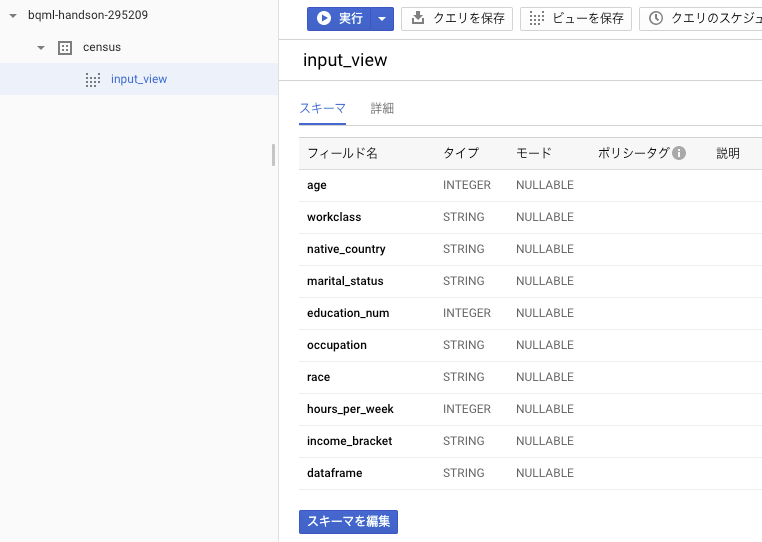 bqml-handson-295209
census
input_view
実行 クエリを保存 ビューを保存 クエリのスケジュ
input_view
スキーマ 詳細
フィールド名 タイプ モード ポリシータグ 説明
age INTEGER NULLABLE
workclass STRING NULLABLE
native_country STRING NULLABLE
marital_status STRING NULLABLE
education_num INTEGER NULLABLE
occupation STRING NULLABLE
race STRING NULLABLE
hours_per_week INTEGER NULLABLE
income_bracket STRING NULLABLE
dataframe STRING NULLABLE
スキーマを編集